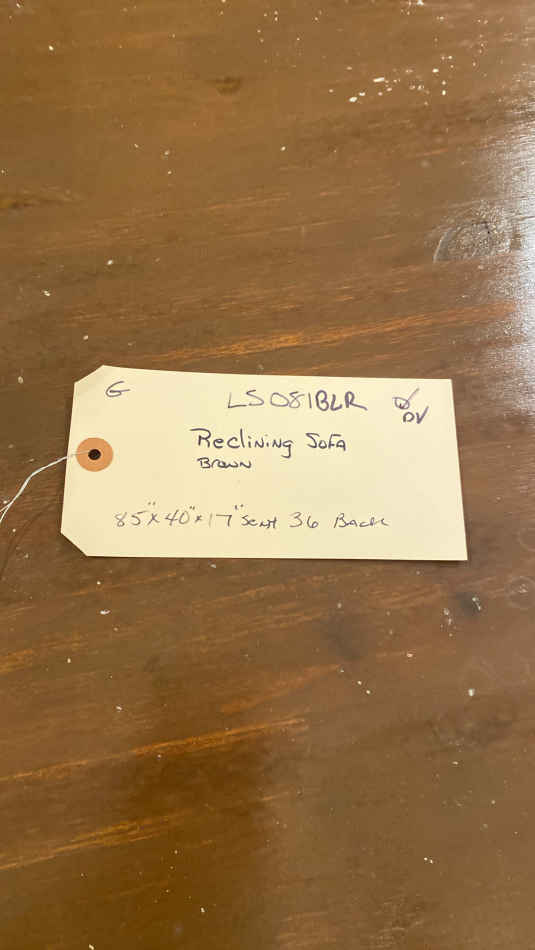 G
LS081BLR
DV
Reclining Sofa
Brown
85"x40"x17" Seat 36 Back